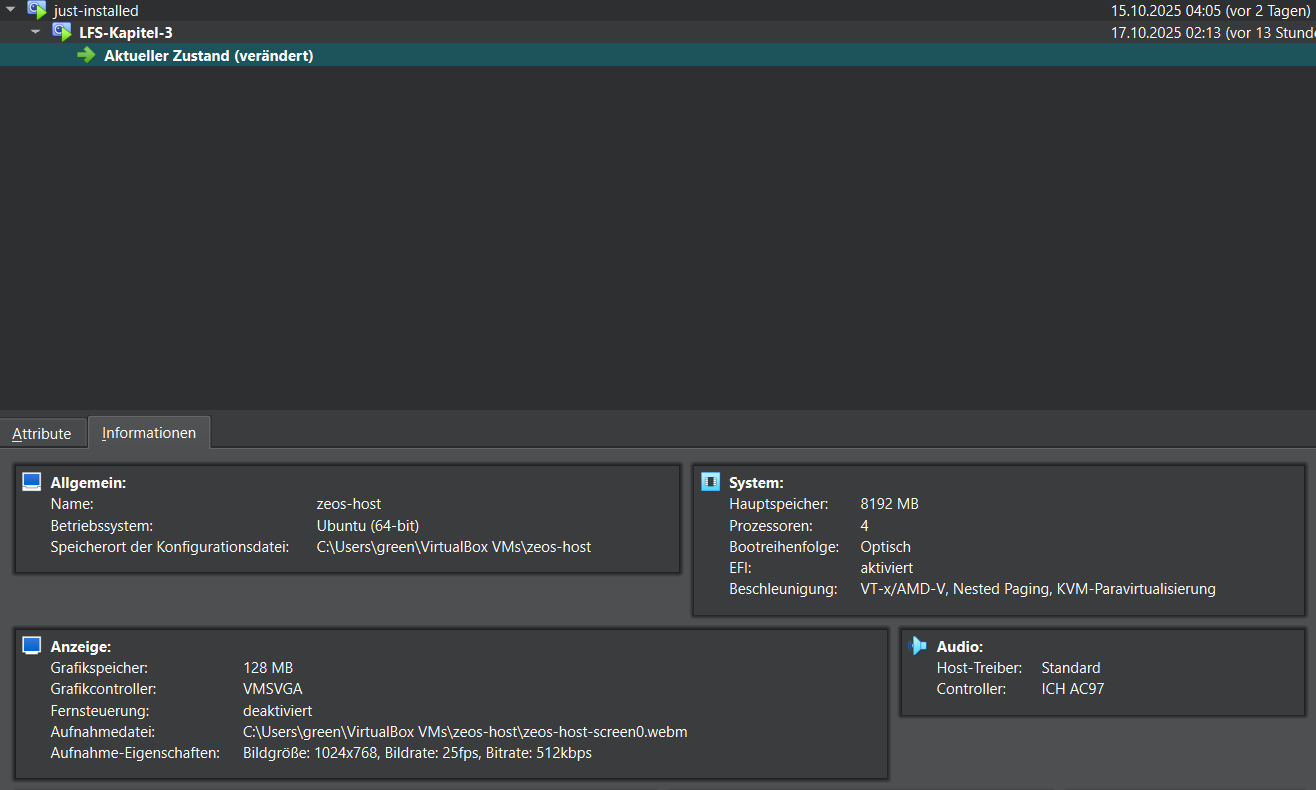 just-installed 15.10.2025 04:05 (vor 2 Tagen)
LFS-Kapitel-3 17.10.2025 02:13 (vor 13 Stund
Aktueller Zustand (verändert)
Attribute Informationen
Allgemein:
Name: zeos-host
Betriebssystem: Ubuntu (64-bit)
Speicherort der Konfigurationsdatei: C:\Users\green\VirtualBox VMs\zeos-host
System:
Hauptspeicher: 8192 MB
Prozessoren: 4
Bootreihenfolge: Optisch
EFI: aktiviert
Beschleunigung: VT-x/AMD-V, Nested Paging, KVM-Paravirtualisierung
Anzeige:
Grafikspeicher: 128 MB
Grafikcontroller: VMSVGA
Fernsteuerung: deaktiviert
Aufnahmedatei: C:\Users\green\VirtualBox VMs\zeos-host\zeos-host-screen0.webm
Aufnahme-Eigenschaften: Bildgröße: 1024x768, Bildrate: 25fps, Bitrate: 512kbps
Audio:
Host-Treiber: Standard
Controller: ICH AC97